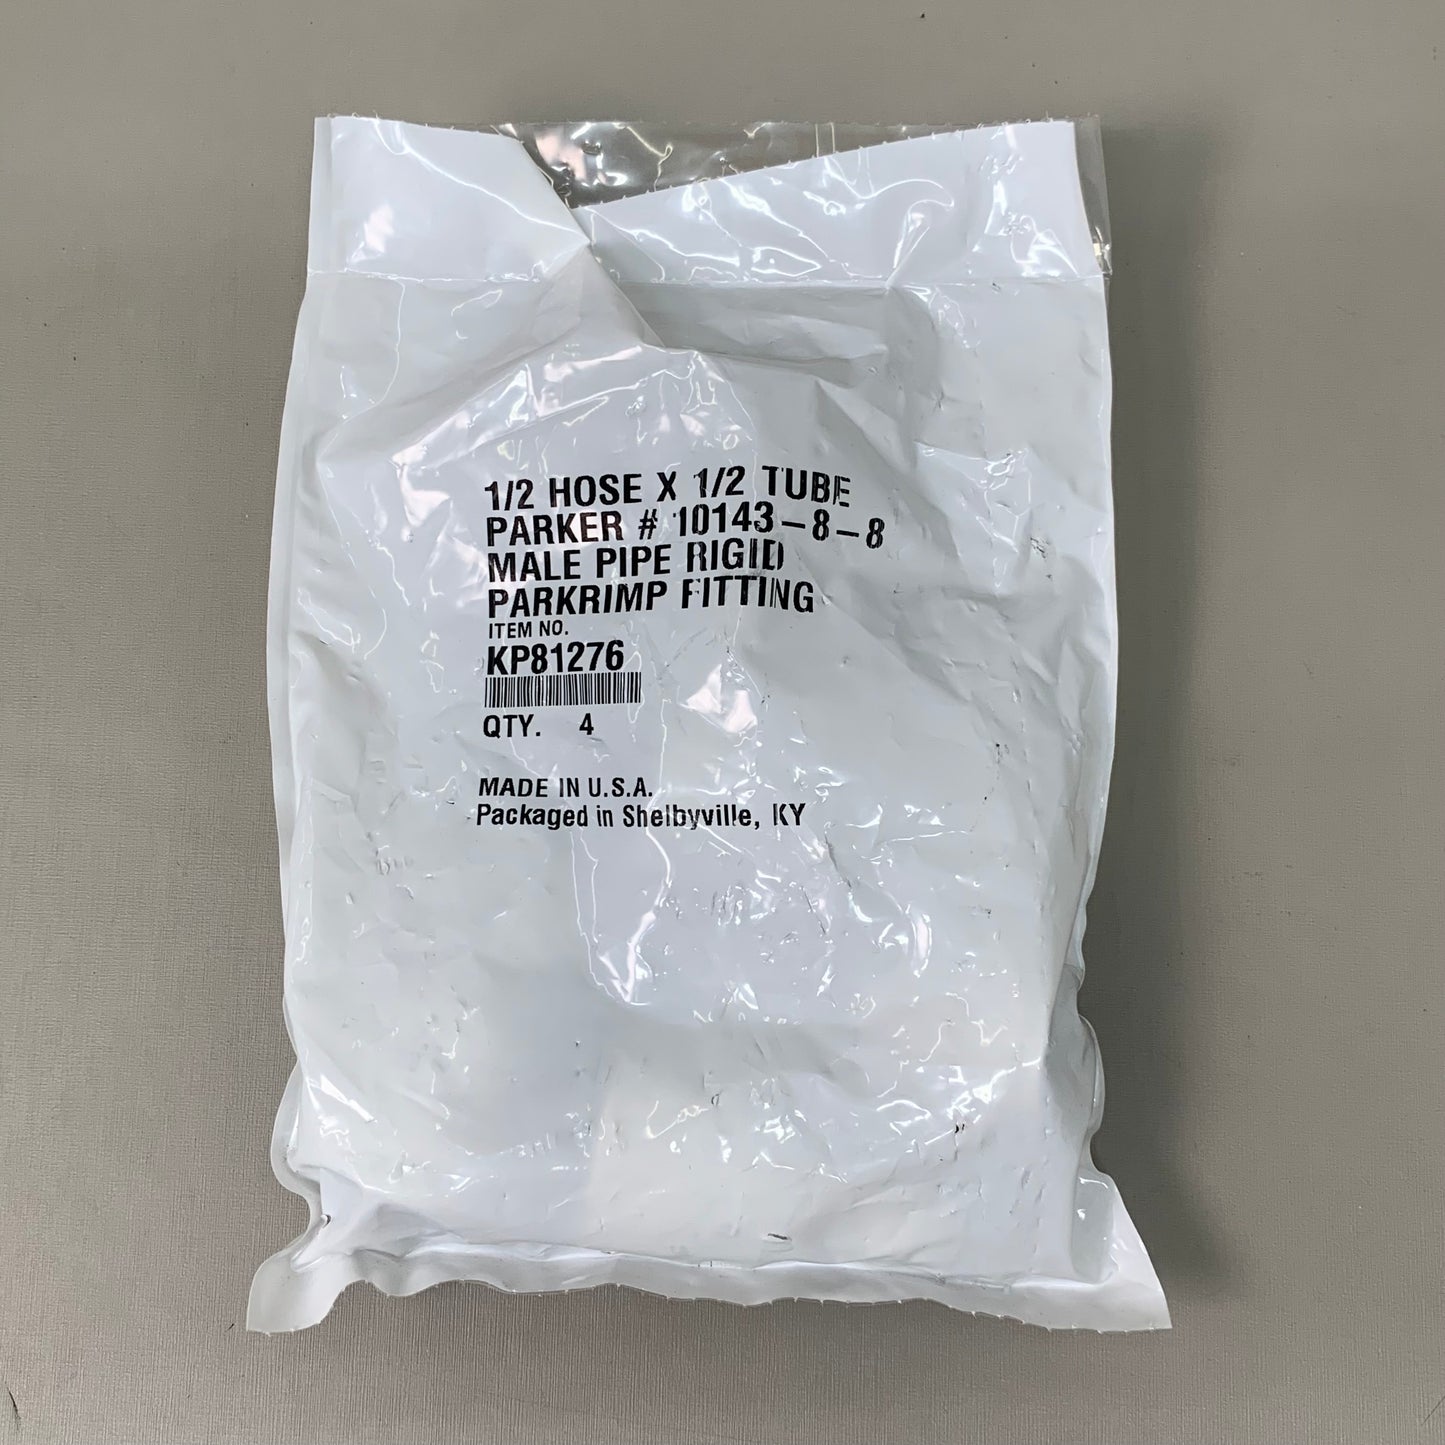 1/2 HOSE X 1/2 TUBE
PARKER # 10143-8-8
MALE PIPE RIGID
PARKRIMP FITTING
ITEM NO.
KP81276
QTY. 4
MADE IN U.S.A.
Packaged in Shelbyville, KY